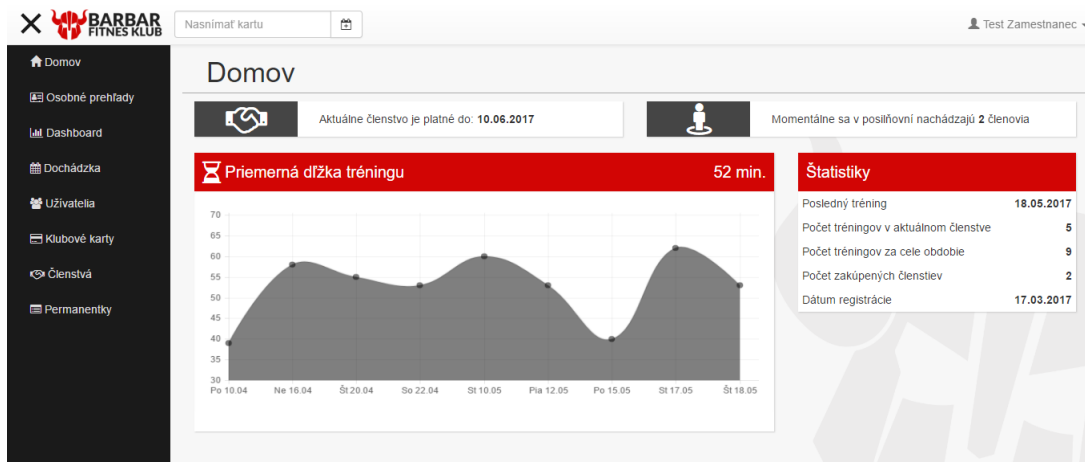 BARBAR
FITNES KLUB
Nasnímať kartu
Test Zamestnanec
Domov
Osobné prehľady
Dashboard
Dochádzka
Uživatelia
Klubové karty
Členstvá
Permanentky
Domov
Aktuálne členstvo je platné do: 10.06.2017
Momentálne sa v posilňovní nachádzajú 2 členovia
Priemerná dĺžka tréningu 52 min.
70
65
60
55
50
45
40
35
30
Po 10.04 Ne 16.04 Št 20.04 So 22.04 St 10.05 Pia 12.05 Po 15.05 St 17.05 Št 18.05
Štatistiky
Posledný tréning 18.05.2017
Počet tréningov v aktuálnom členstve 5
Počet tréningov za cele obdobie 9
Počet zakúpených členstiev 2
Dátum registrácie 17.03.2017